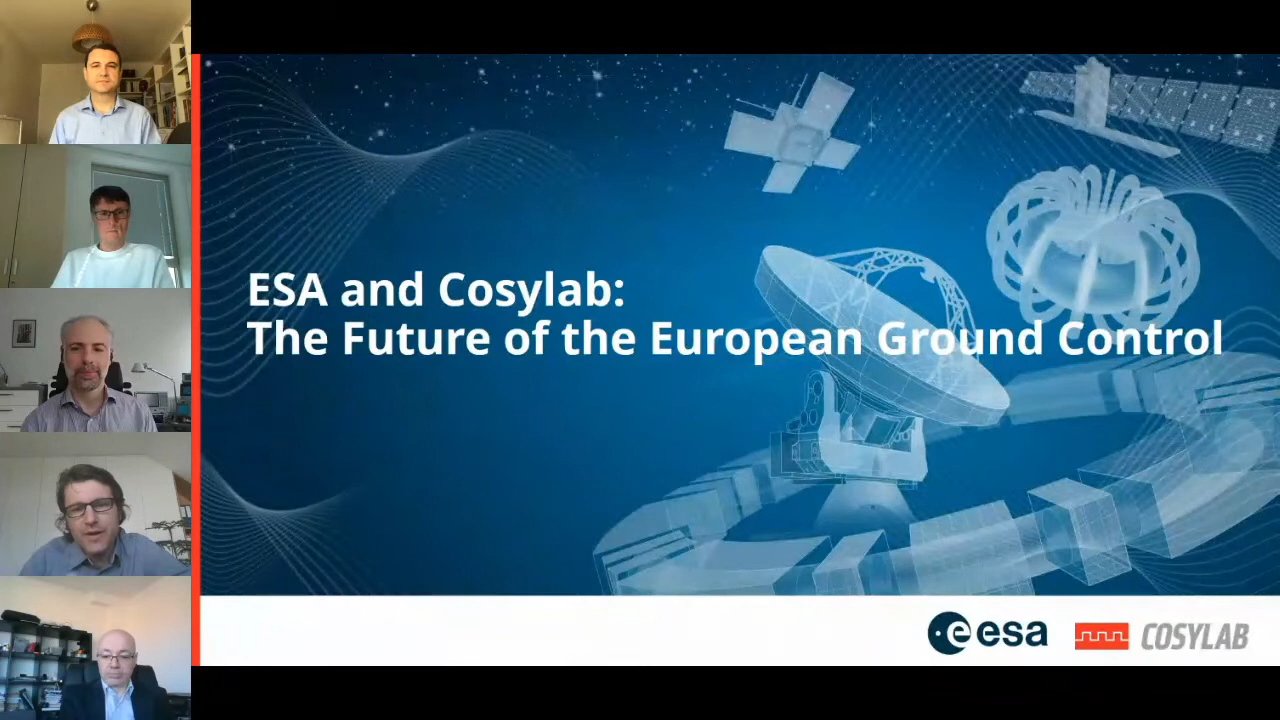 ESA and Cosylab:
The Future of the European Ground Control
esa
COSYLAB